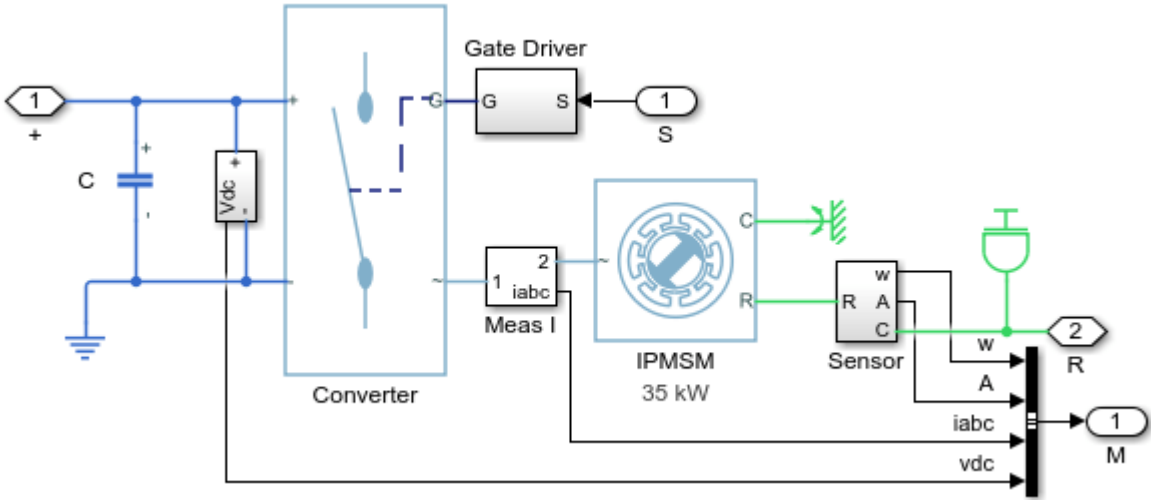 Gate Driver
1
+
+
G
G
S
1
S
C
+
-
Vdc
+
-
C
w
2
~
1
iabc
~
-
R
R
A
C
2
Meas I
IPMSM
Sensor
w
R
35 kW
Converter
A
iabc
1
M
vdc